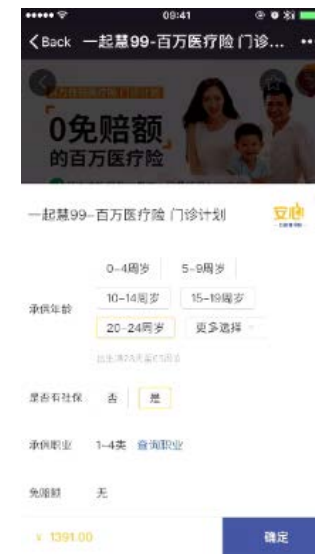 09:41
Back 一起慧99-百万医疗险 门诊...
0免赔额
的百万医疗险
一起慧99-百万医疗险 门诊计划
安心
0-4周岁 5-9周岁
10-14周岁 15-19周岁
承保年龄
20-24周岁 更多选择
是否有社保 否 是
承保职业 1-4类 查询职业
免赔额 无
¥ 1391.00 确定